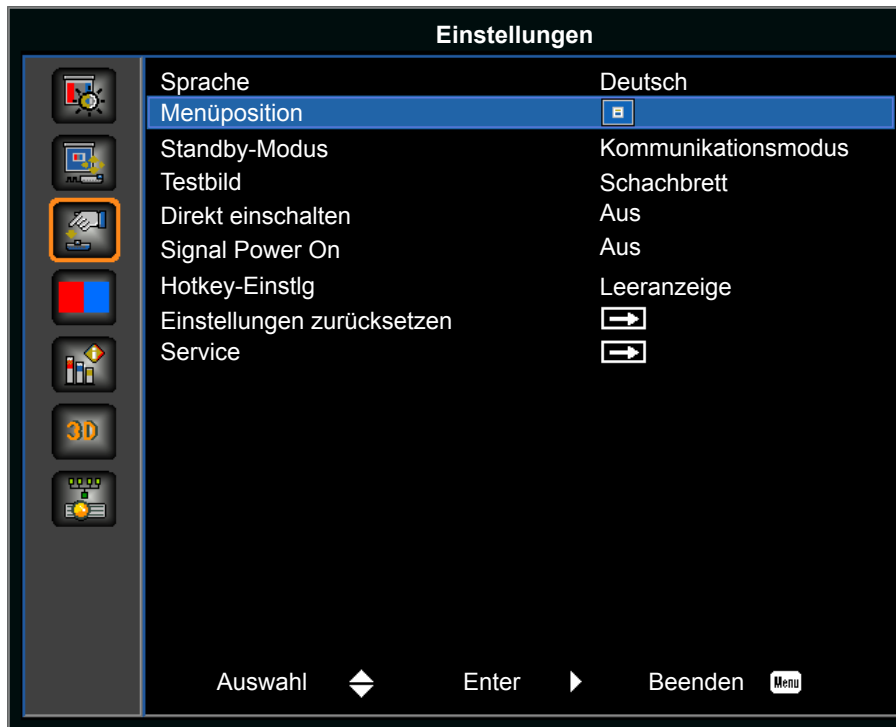 Einstellungen
Sprache Deutsch
Menüposition
Standby-Modus Kommunikationsmodus
Testbild Schachbrett
Direkt einschalten Aus
Signal Power On Aus
Hotkey-Einstlg Leeranzeige
Einstellungen zurücksetzen
Service
3D
Auswahl Enter Beenden Menu